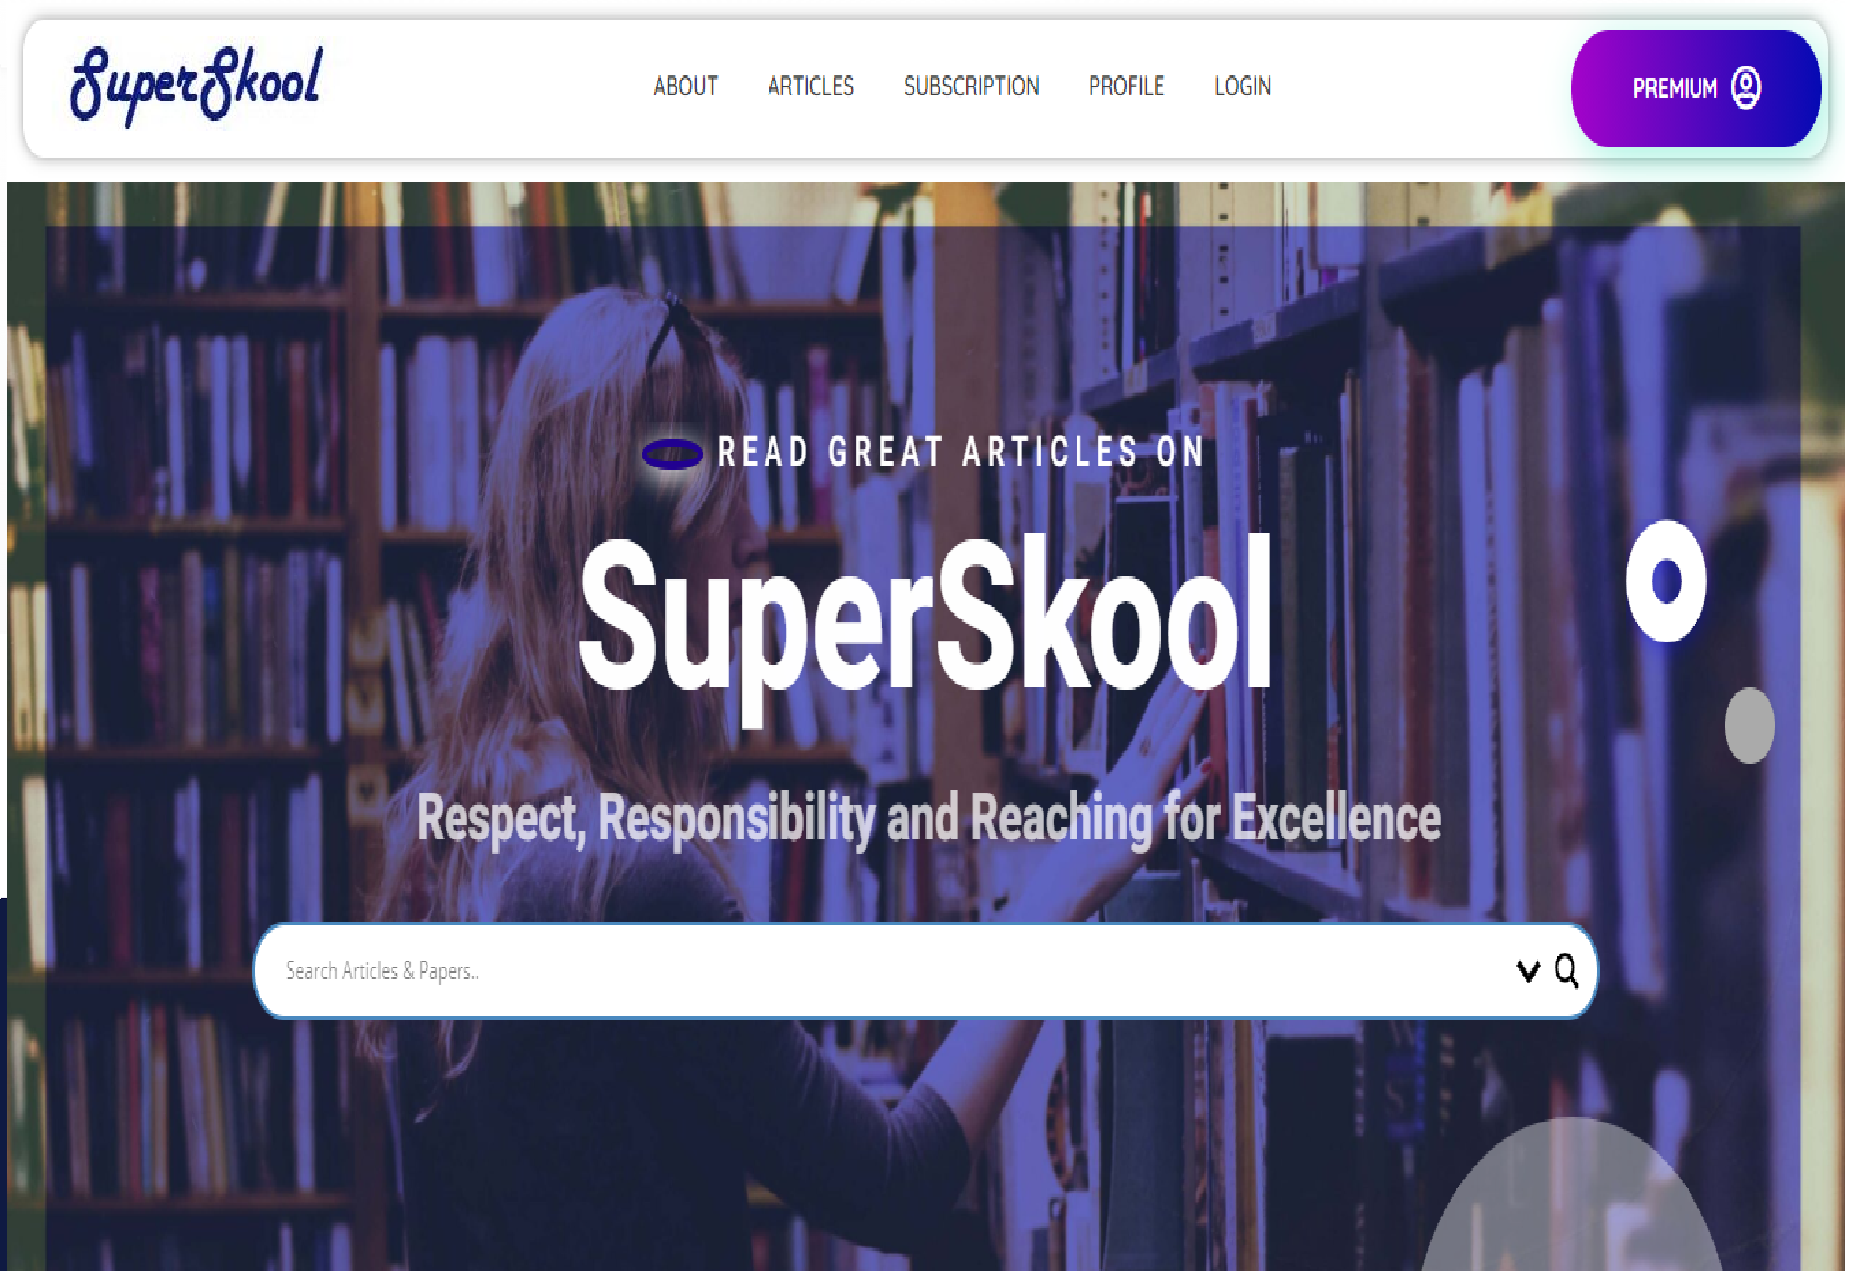 SuperSkool
ABOUT ARTICLES SUBSCRIPTION PROFILE LOGIN
PREMIUM
READ GREAT ARTICLES ON
SuperSkool
Respect, Responsibility and Reaching for Excellence
Search Articles & Papers..